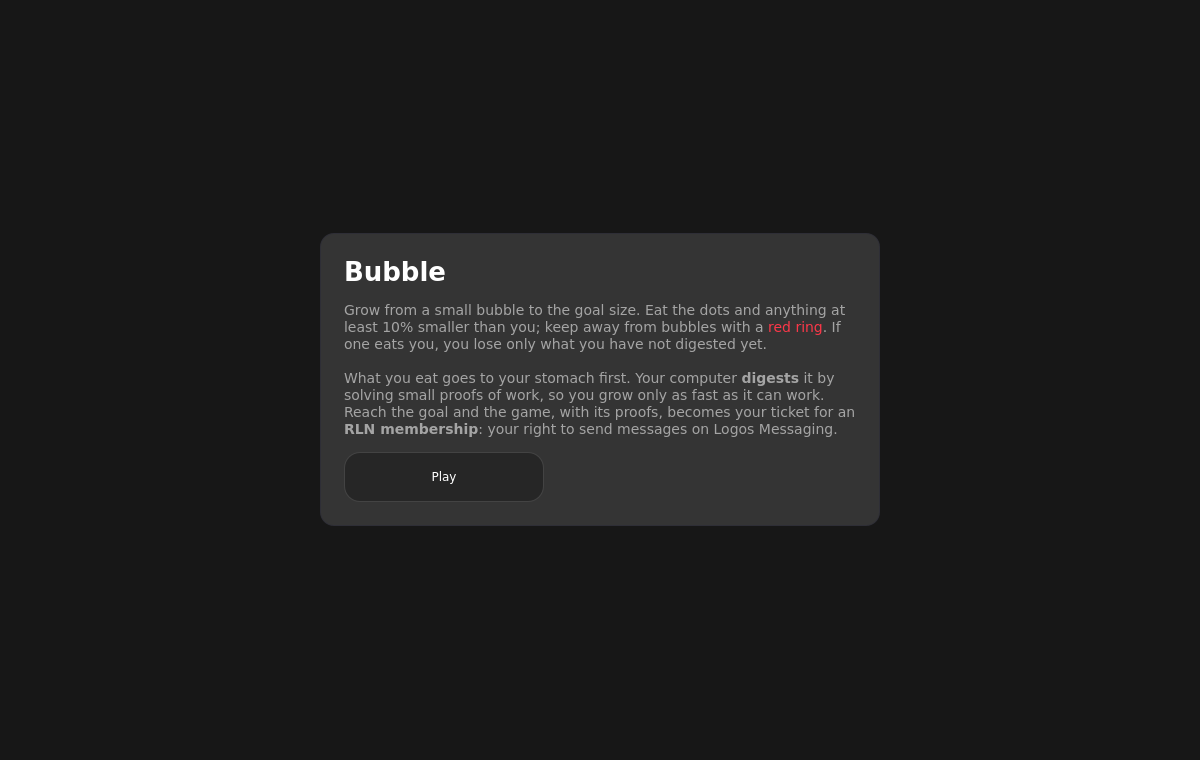 Bubble
Grow from a small bubble to the goal size. Eat the dots and anything at
least 10% smaller than you; keep away from bubbles with a red ring. If
one eats you, you lose only what you have not digested yet.
What you eat goes to your stomach first. Your computer digests it by
solving small proofs of work, so you grow only as fast as it can work.
Reach the goal and the game, with its proofs, becomes your ticket for an
RLN membership: your right to send messages on Logos Messaging.
Play